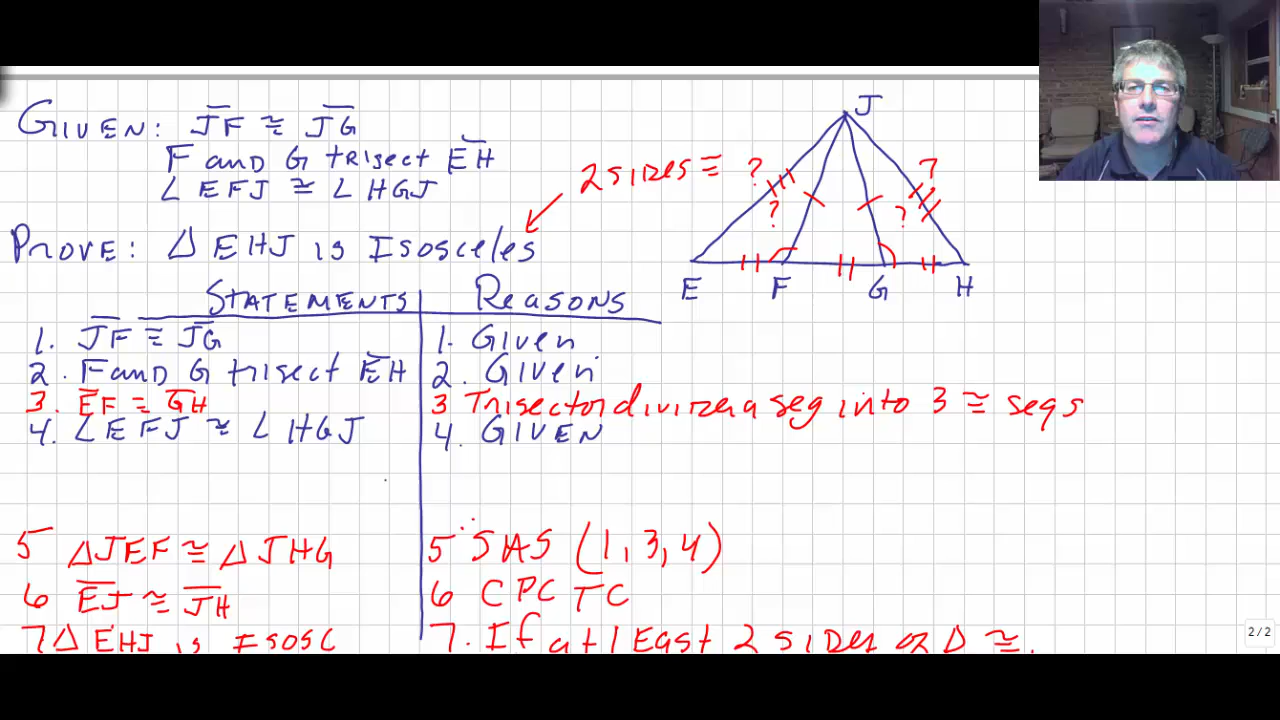 GIVEN: JF ≅ JG
F and G trisect EH
∠EFJ ≅ ∠HGJ
PROVE: △EHJ is Isosceles
2 sides ≅
J
? ?
? ?
E F G H
STATEMENTS Reasons
1. JF ≅ JG 1. Given
2. F and G trisect EH 2. Given
3. EF ≅ GH 3 Trisector divides a seg into 3 ≅ segs
4. ∠EFJ ≅ ∠HGJ 4. GIVEN
5 △JEF ≅ △JHG 5 SAS (1, 3, 4)
6 EJ ≅ JH 6 CPCTC
7 △EHJ is Isosc 7. If at least 2 sides of △ ≅
2 / 2